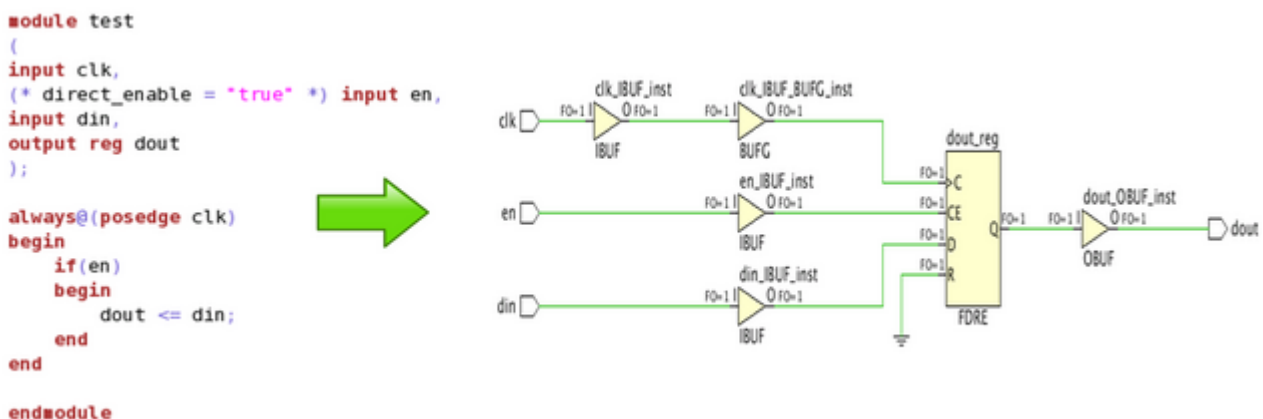 module test
(
input clk,
(* direct_enable = "true" *) input en,
input din,
output reg dout
);
always@(posedge clk)
begin
if(en)
begin
dout <= din;
end
end
endmodule
clk_IBUF_inst
clk_IBUF_BUFG_inst
clk
FO=1 I
O FO=1
FO=1 I
O FO=1
IBUF
BUFG
dout_reg
FO=1
C
en_IBUF_inst
en
FO=1 I
O FO=1
FO=1
CE
IBUF
dout_OBUF_inst
Q
FO=1
FO=1 I
O FO=1
dout
OBUF
FO=1
D
din_IBUF_inst
FO=1
R
din
FO=1 I
O FO=1
IBUF
FDRE